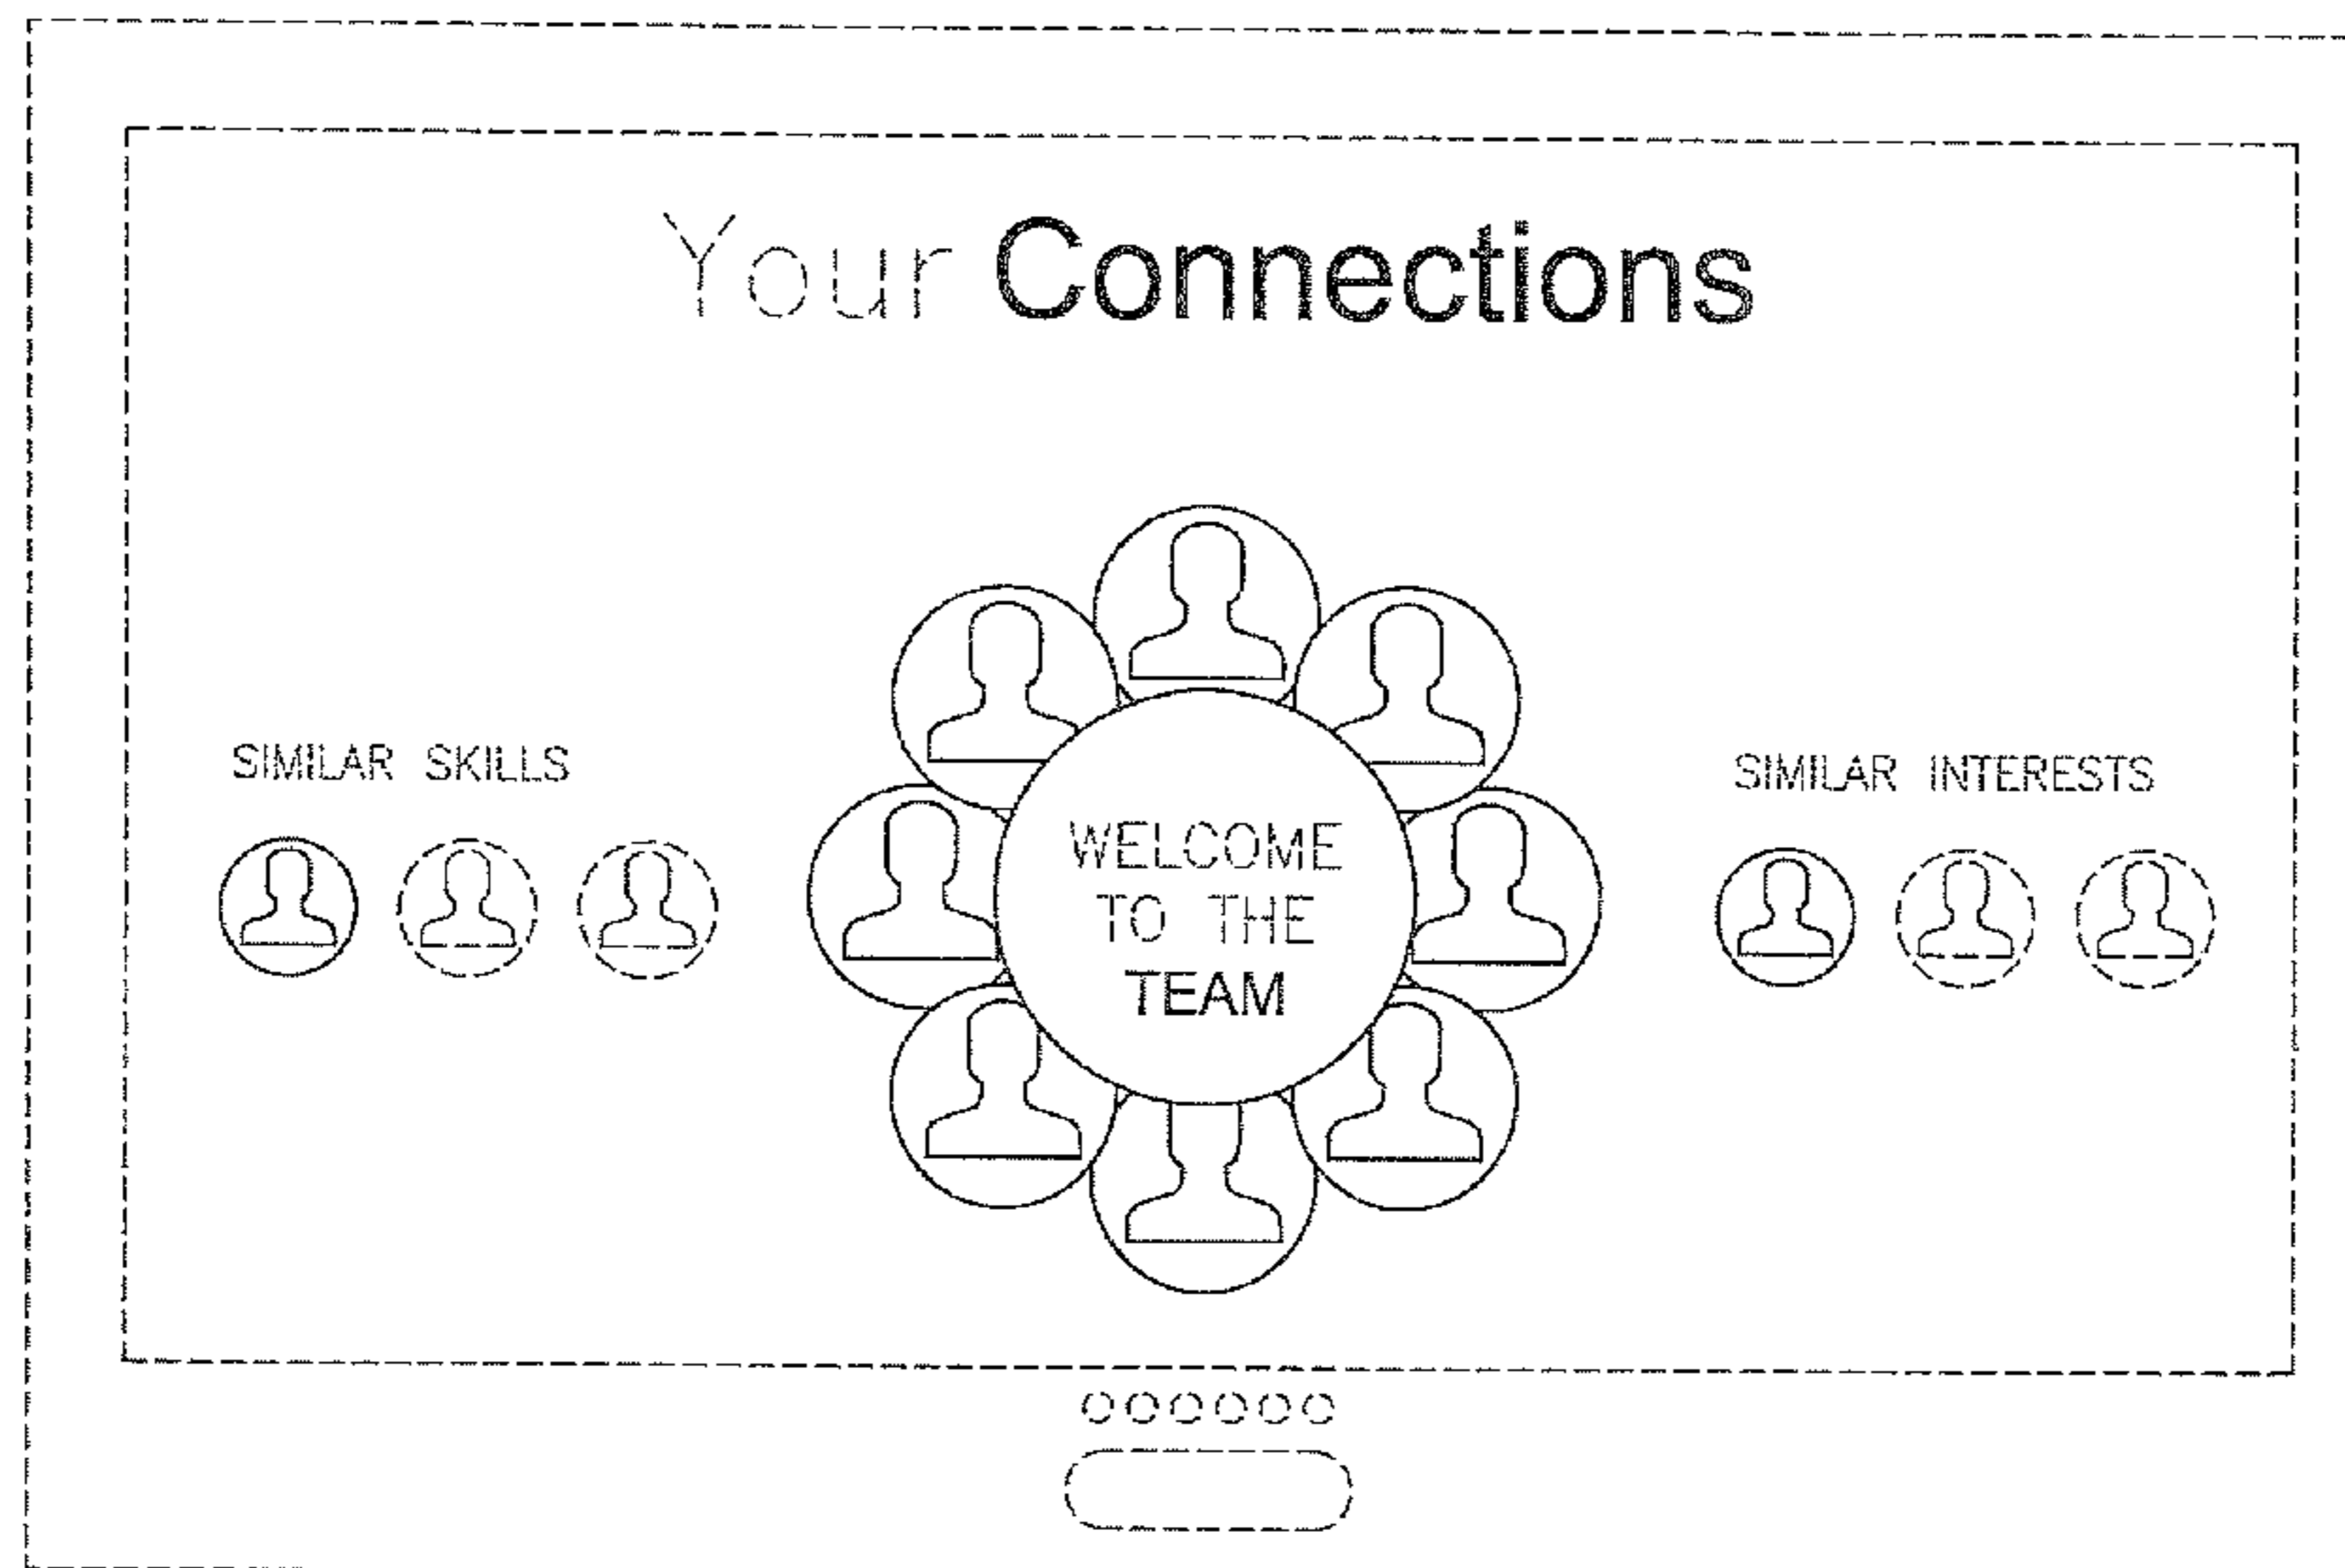 Your Connections
SIMILAR SKILLS
WELCOME
TO THE
TEAM
SIMILAR INTERESTS